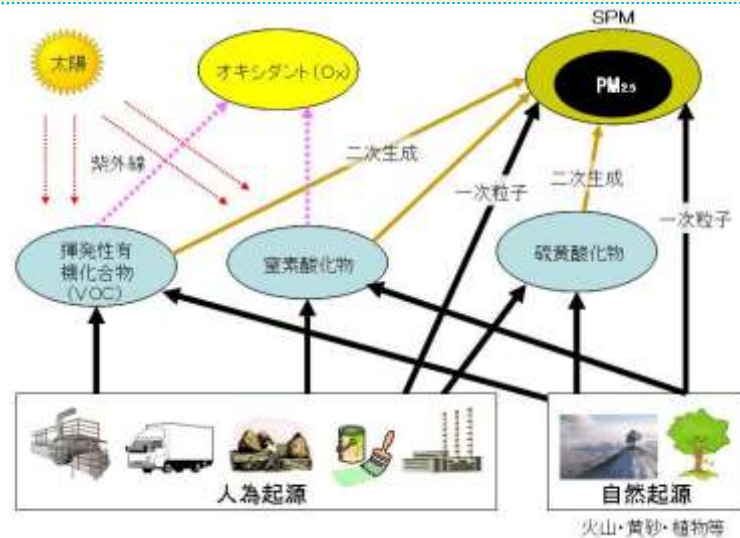 SPM
太陽
オキシダント(Ox)
PM2.5
紫外線
二次生成
一次粒子
二次生成
一次粒子
揮発性有
機化合物
(VOC)
窒素酸化物
硫黄酸化物
人為起源
自然起源
火山・黄砂・植物等